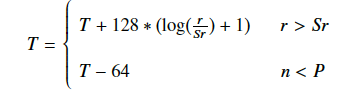 T + 128 ∗ (log(r/Sr) + 1) r > Sr
T =
T − 64 n < P